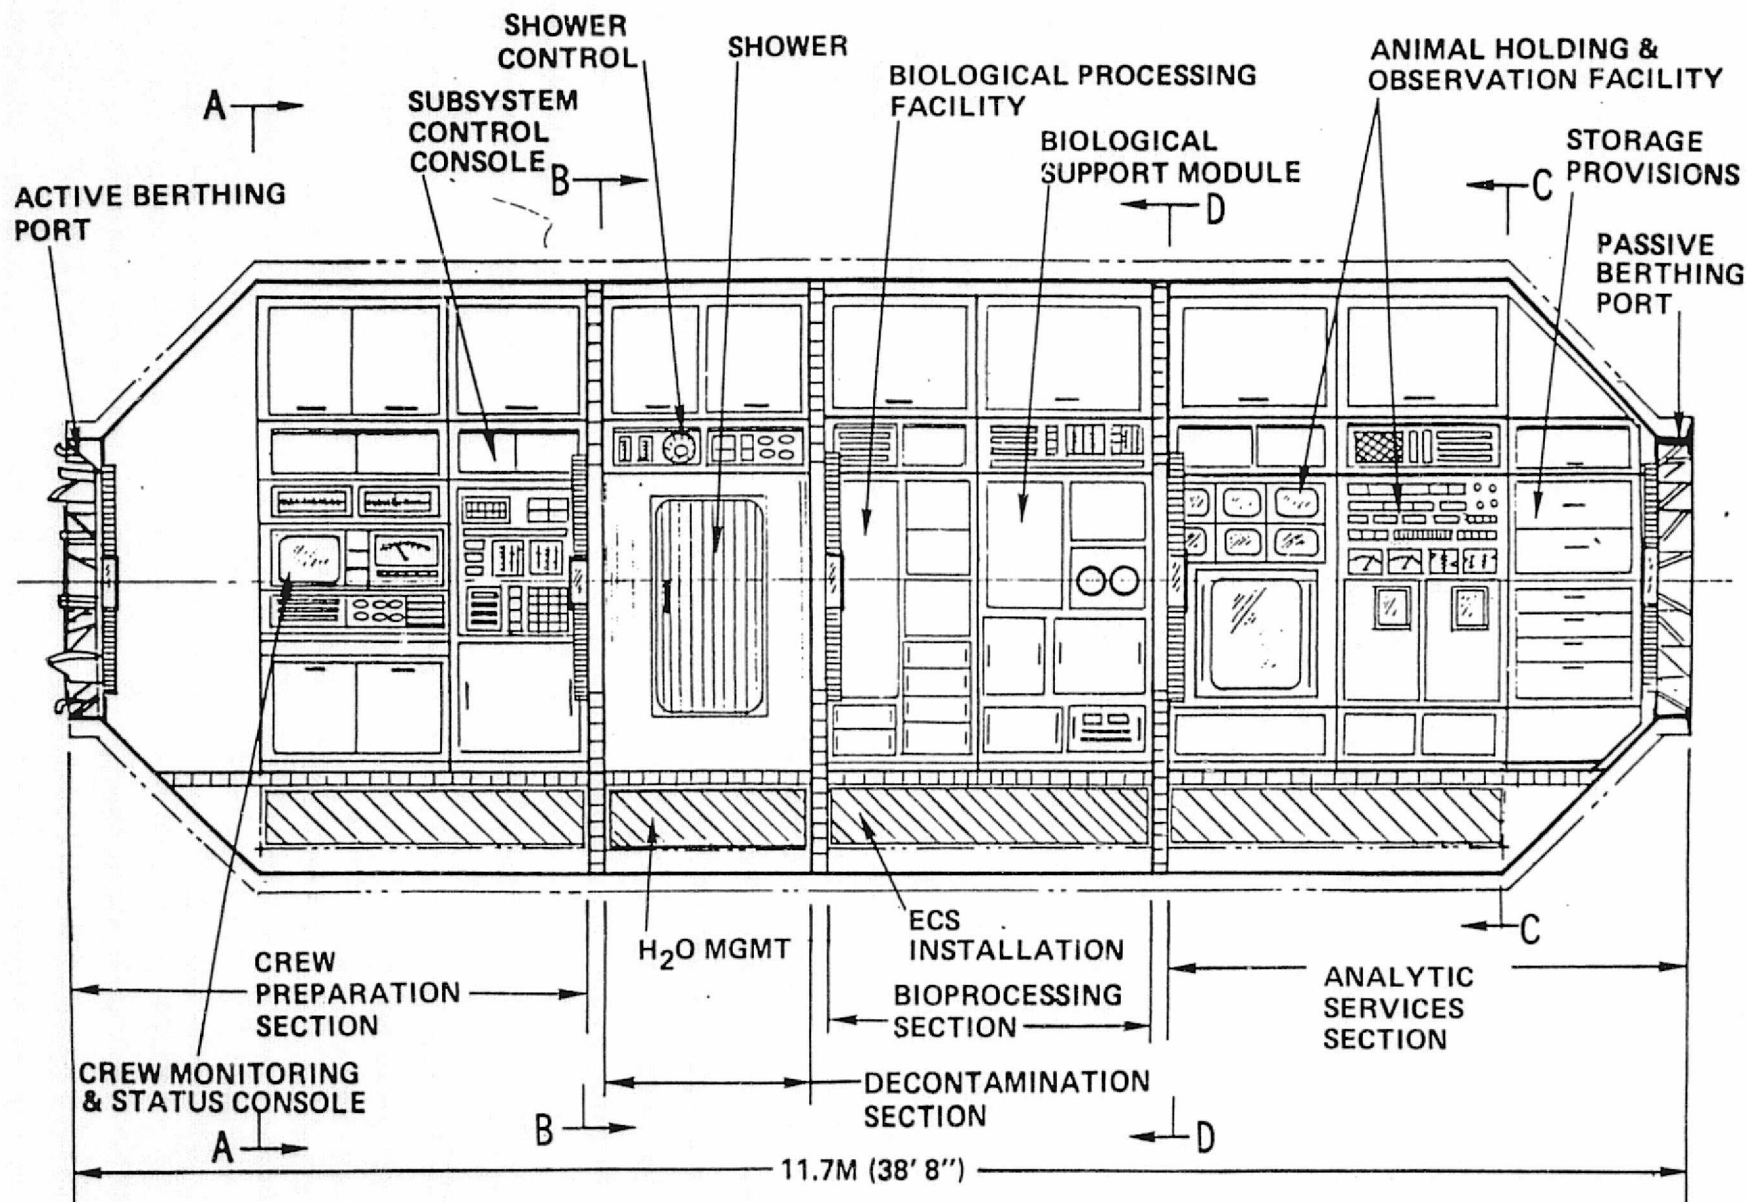 SHOWER
CONTROL
SHOWER
BIOLOGICAL PROCESSING
FACILITY
ANIMAL HOLDING &
OBSERVATION FACILITY
A
SUBSYSTEM
CONTROL
CONSOLE
B
BIOLOGICAL
SUPPORT MODULE
D
STORAGE
PROVISIONS
C
ACTIVE BERTHING
PORT
PASSIVE
BERTHING
PORT
H2O MGMT
ECS
INSTALLATION
C
CREW
PREPARATION
SECTION
BIOPROCESSING
SECTION
ANALYTIC
SERVICES
SECTION
CREW MONITORING
& STATUS CONSOLE
DECONTAMINATION
SECTION
A
B
D
11.7M (38' 8")